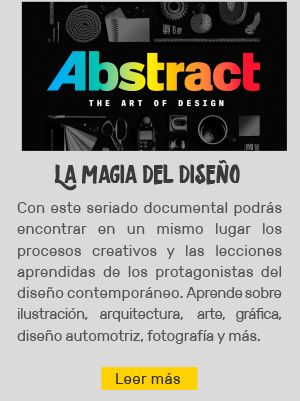 Abstract
THE ART OF DESIGN
LA MAGIA DEL DISEÑO
Con este seriado documental podrás
encontrar en un mismo lugar los
procesos creativos y las lecciones
aprendidas de los protagonistas del
diseño contemporáneo. Aprende sobre
ilustración, arquitectura, arte, gráfica,
diseño automotriz, fotografía y más.
Leer más